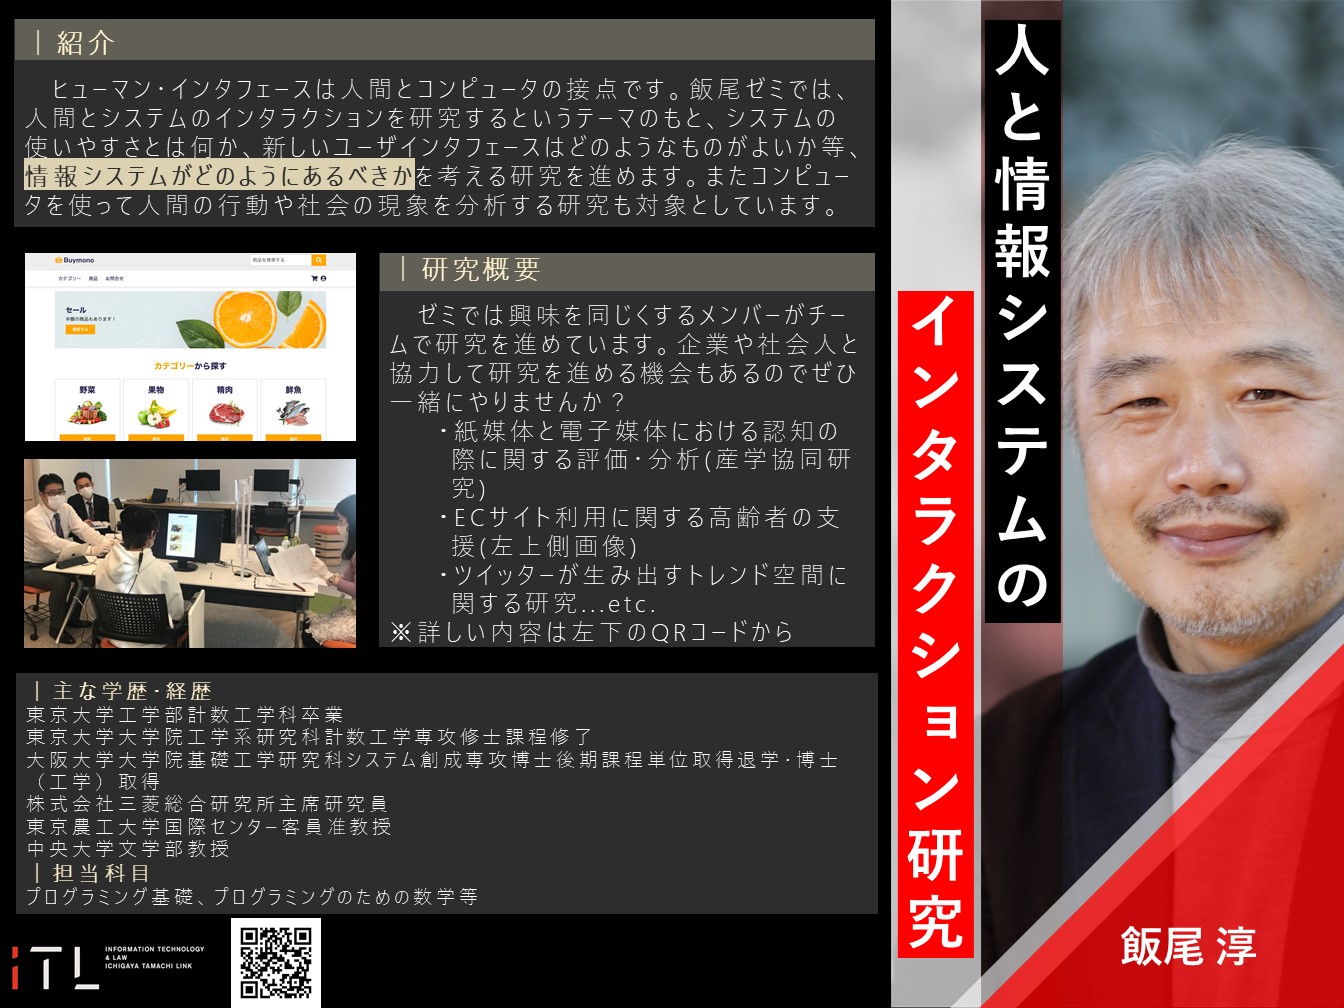 ｜紹介
ヒューマン・インタフェースは人間とコンピュータの接点です。飯尾ゼミでは、
人間とシステムのインタラクションを研究するというテーマのもと、システムの
使いやすさとは何か、新しいユーザインタフェースはどのようなものがよいか等、
情報システムがどのようにあるべきかを考える研究を進めます。またコンピュー
タを使って人間の行動や社会の現象を分析する研究も対象としています。
Buymono
商品を検索する
カテゴリー 商品 お問合せ
セール
半額の商品もあります！
カテゴリーから探す
野菜 果物 精肉 鮮魚
｜研究概要
ゼミでは興味を同じくするメンバーがチー
ムで研究を進めています。企業や社会人と
協力して研究を進める機会もあるのでぜひ
一緒にやりませんか？
・紙媒体と電子媒体における認知の
際に関する評価・分析(産学協同研
究)
・ECサイト利用に関する高齢者の支
援(左上側画像)
・ツイッターが生み出すトレンド空間に
関する研究...etc.
※詳しい内容は左下のQRコードから
｜主な学歴・経歴
東京大学工学部計数工学科卒業
東京大学大学院工学系研究科計数工学専攻修士課程修了
大阪大学大学院基礎工学研究科システム創成専攻博士後期課程単位取得退学・博士
（工学）取得
株式会社三菱総合研究所主席研究員
東京農工大学国際センター客員准教授
中央大学文学部教授
｜担当科目
プログラミング基礎、プログラミングのための数学等
iTL
INFORMATION TECHNOLOGY
& LAW
ICHIGAYA TAMACHI LINK
人と情報システムの
インタラクション研究
飯尾 淳